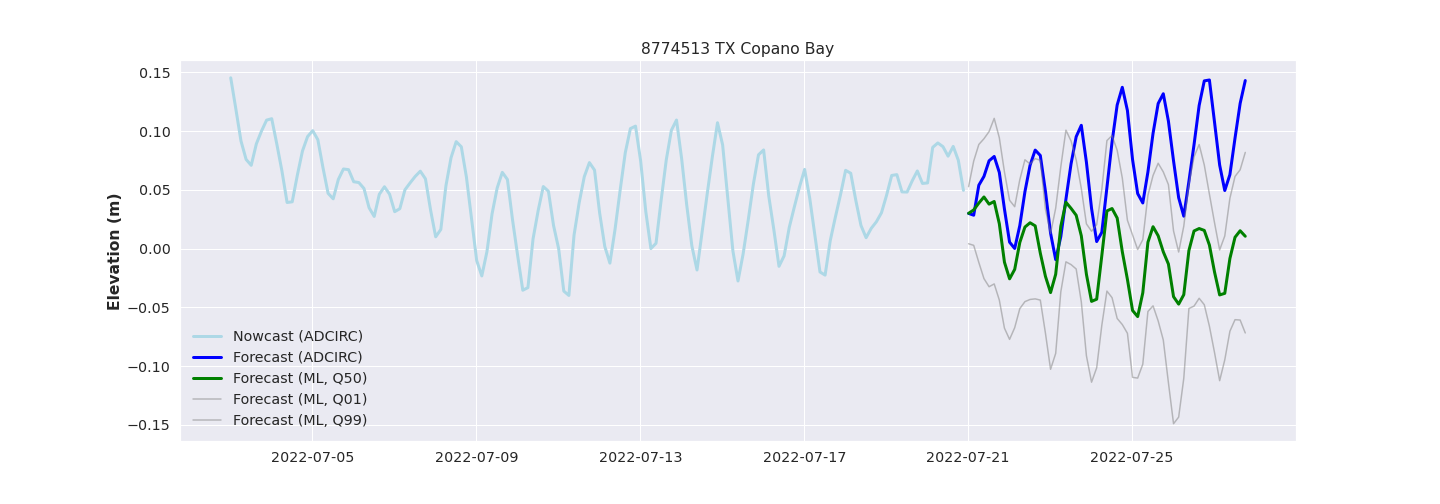 8774513 TX Copano Bay
Elevation (m)
0.15
0.10
0.05
0.00
−0.05
−0.10
−0.15
Nowcast (ADCIRC)
Forecast (ADCIRC)
Forecast (ML, Q50)
Forecast (ML, Q01)
Forecast (ML, Q99)
2022-07-05 2022-07-09 2022-07-13 2022-07-17 2022-07-21 2022-07-25